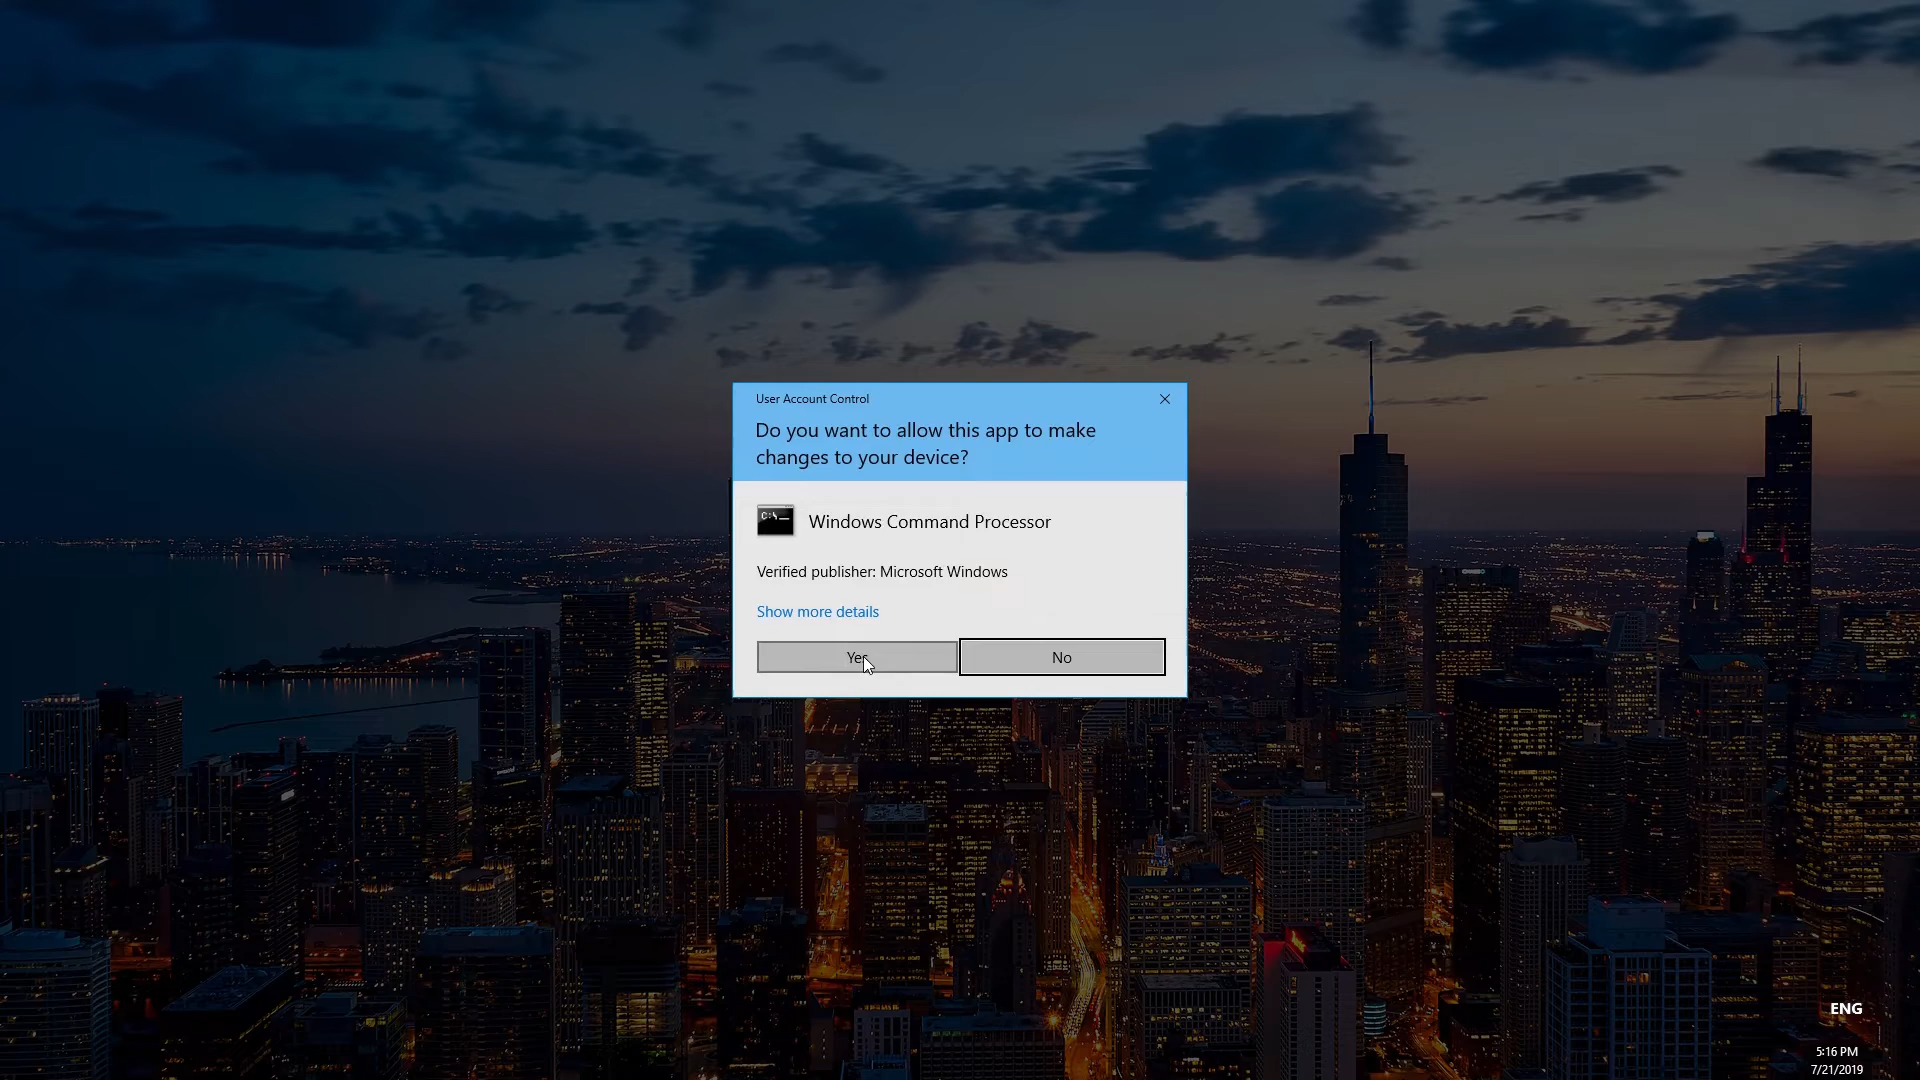 User Account Control
Do you want to allow this app to make
changes to your device?
C:\
Windows Command Processor
Verified publisher: Microsoft Windows
Show more details
Yes
No
ENG
5:16 PM
7/21/2019